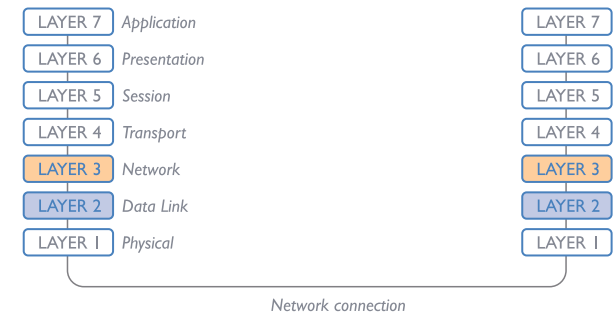 LAYER 7 Application LAYER 7
LAYER 6 Presentation LAYER 6
LAYER 5 Session LAYER 5
LAYER 4 Transport LAYER 4
LAYER 3 Network LAYER 3
LAYER 2 Data Link LAYER 2
LAYER 1 Physical LAYER 1
Network connection